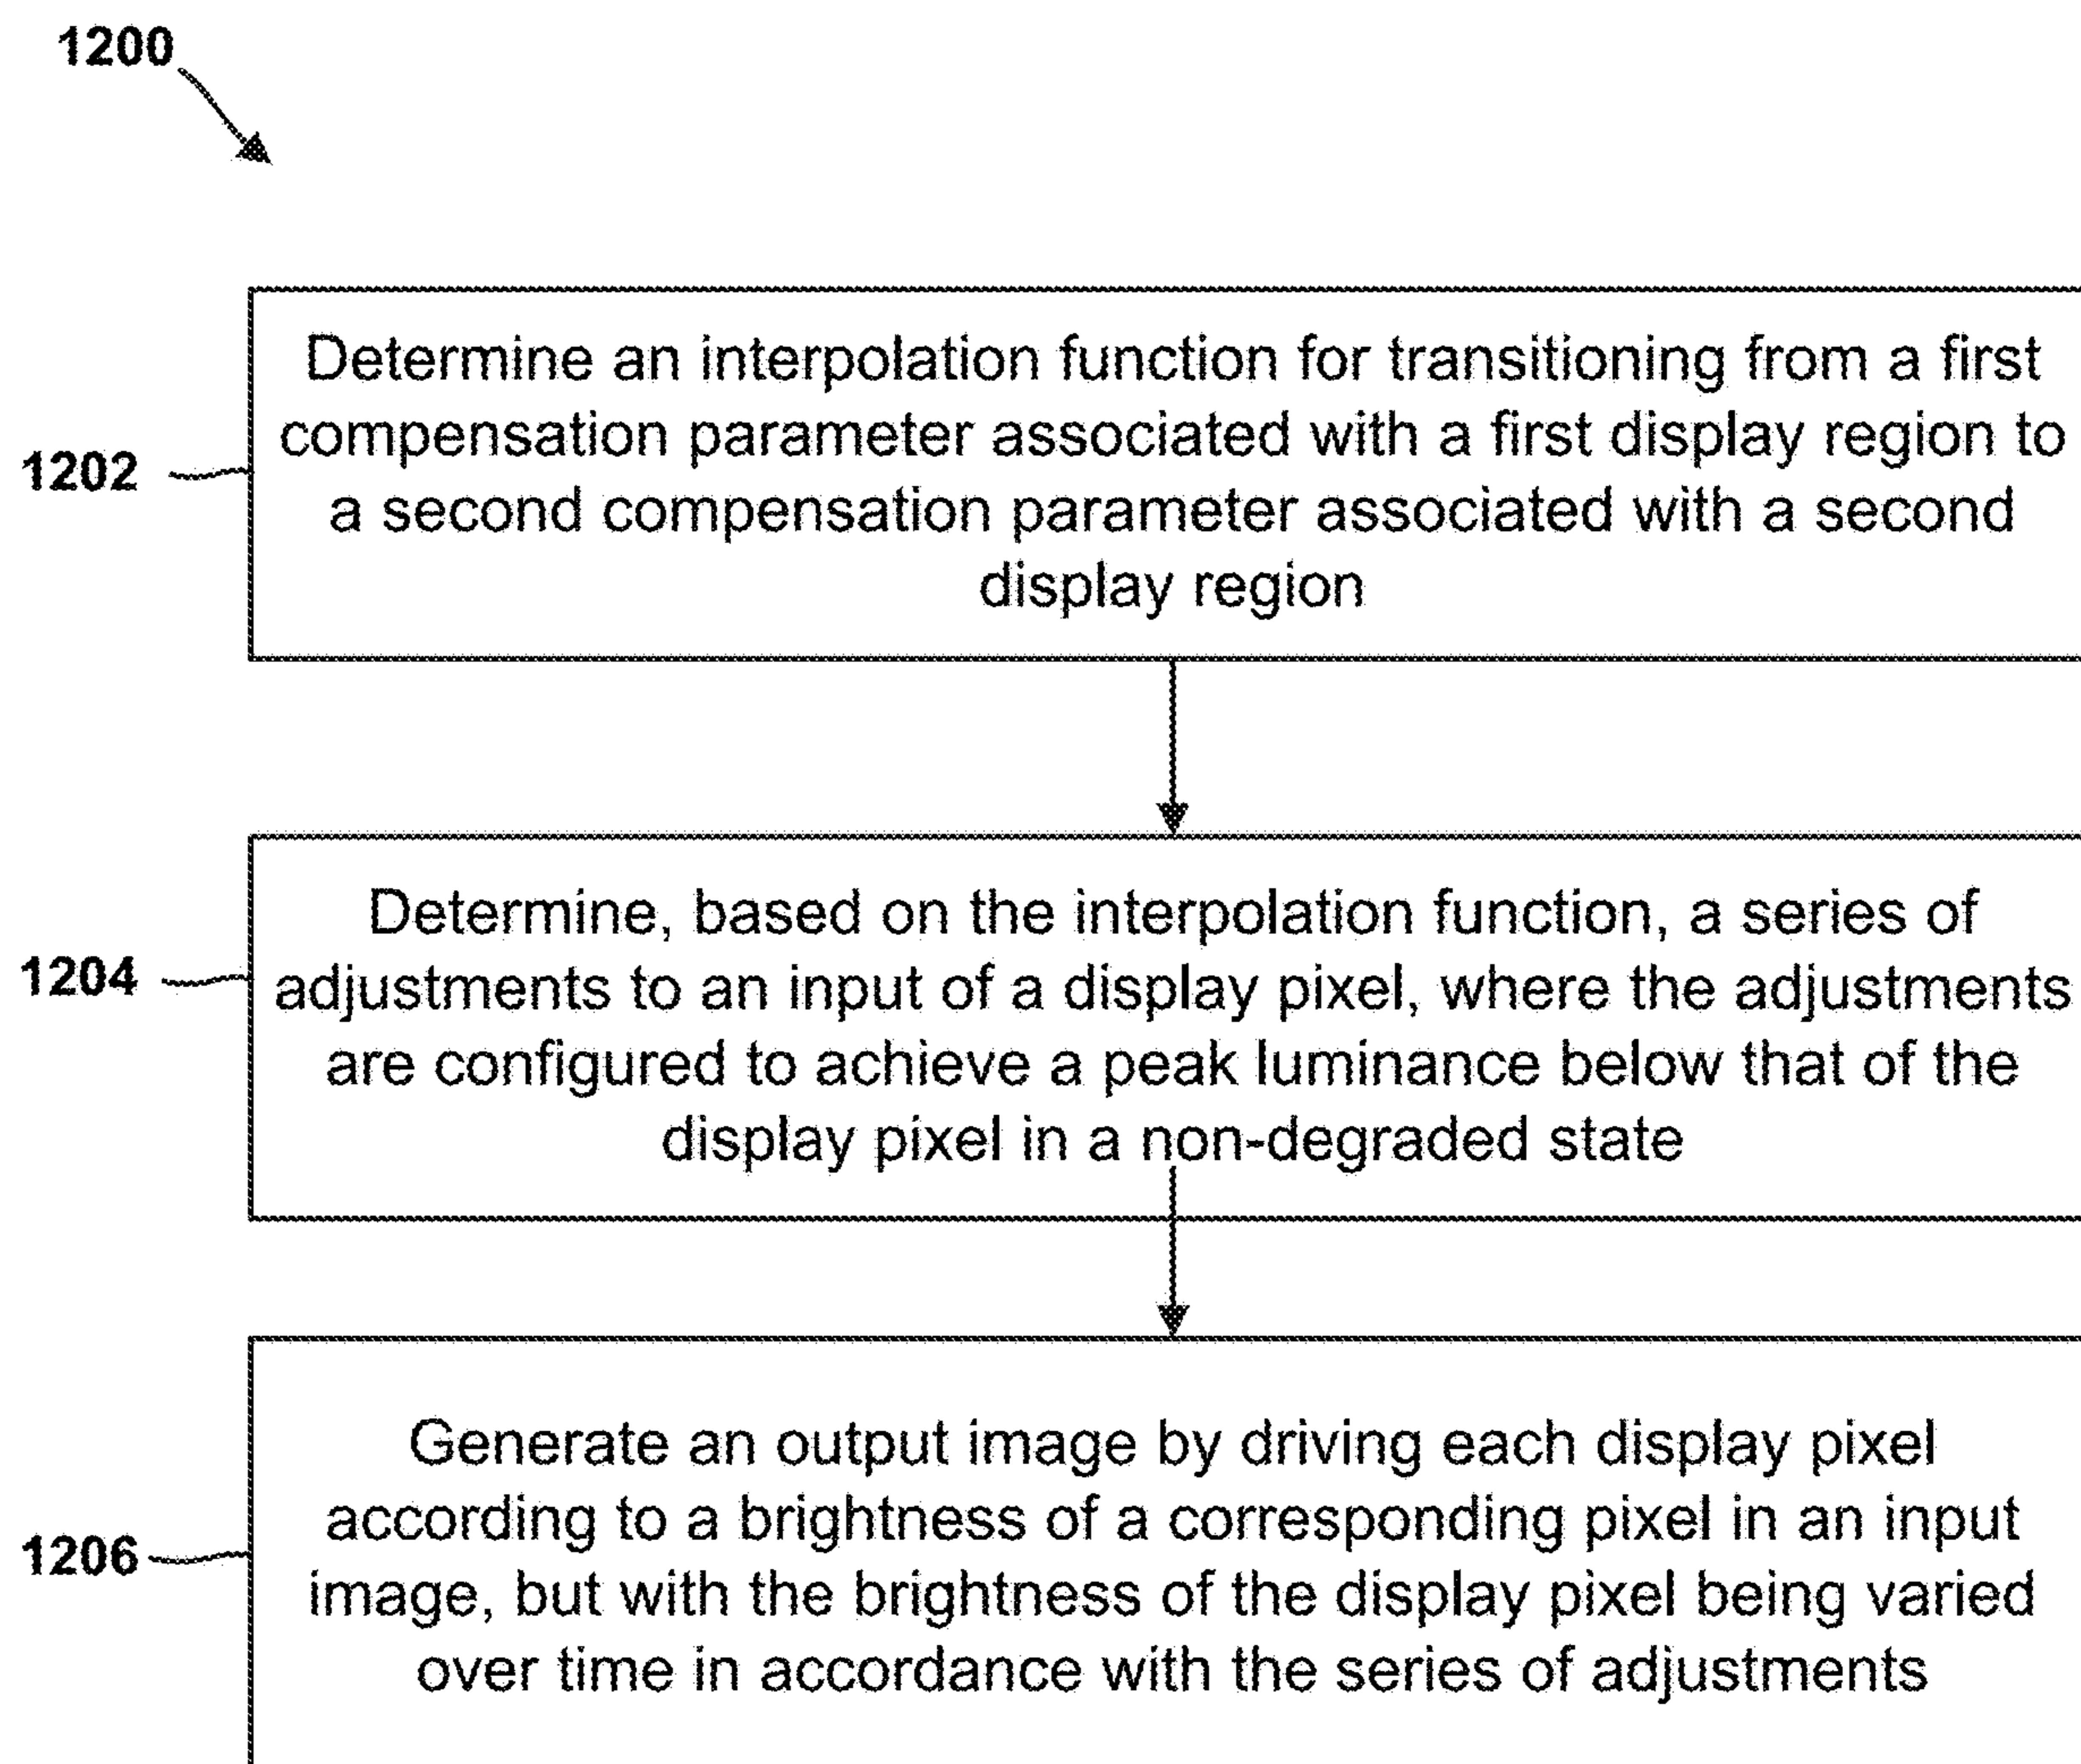 1200
1202
Determine an interpolation function for transitioning from a first
compensation parameter associated with a first display region to
a second compensation parameter associated with a second
display region
1204
Determine, based on the interpolation function, a series of
adjustments to an input of a display pixel, where the adjustments
are configured to achieve a peak luminance below that of the
display pixel in a non-degraded state
1206
Generate an output image by driving each display pixel
according to a brightness of a corresponding pixel in an input
image, but with the brightness of the display pixel being varied
over time in accordance with the series of adjustments